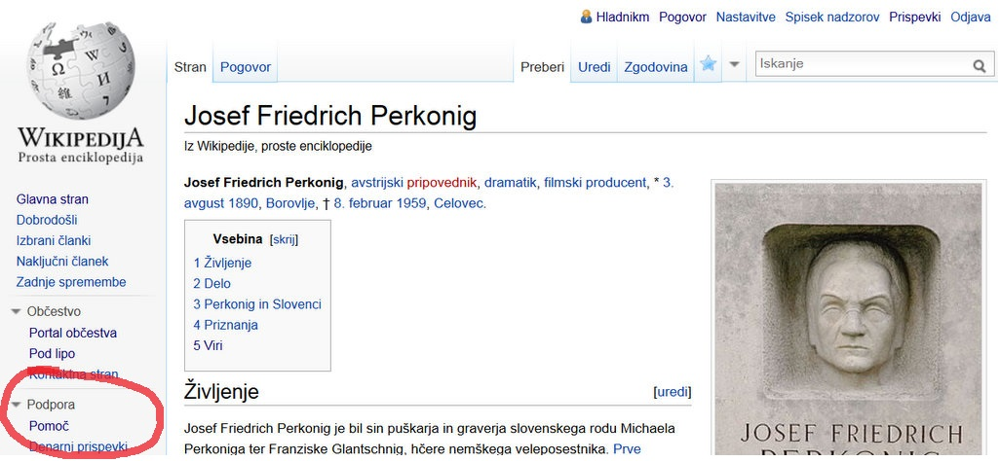 Hladnikm Pogovor Nastavitve Spisek nadzorov Prispevki Odjava
Stran Pogovor Preberi Uredi Zgodovina Iskanje
Ω W И 維
WIKIPEDIJA
Prosta enciklopedija
Glavna stran
Dobrodošli
Izbrani članki
Naključni članek
Zadnje spremembe
Občestvo
Portal občestva
Pod lipo
Kontaktna stran
Podpora
Pomoč
Denarni prispevki
Josef Friedrich Perkonig
Iz Wikipedije, proste enciklopedije
Josef Friedrich Perkonig, avstrijski pripovednik, dramatik, filmski producent, * 3.
avgust 1890, Borovlje, † 8. februar 1959, Celovec.
Vsebina [skrij]
1 Življenje
2 Delo
3 Perkonig in Slovenci
4 Priznanja
5 Viri
Življenje [uredi]
Josef Friedrich Perkonig je bil sin puškarja in graverja slovenskega rodu Michaela
Perkoniga ter Franziske Glantschnig, hčere nemškega veleposestnika. Prve
JOSEF FRIEDRICH
PERKONIG